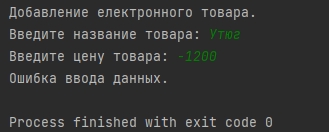 Добавление електронного товара.
Введите название товара: Утюг
Введите цену товара: -1200
Ошибка ввода данных.
Process finished with exit code 0